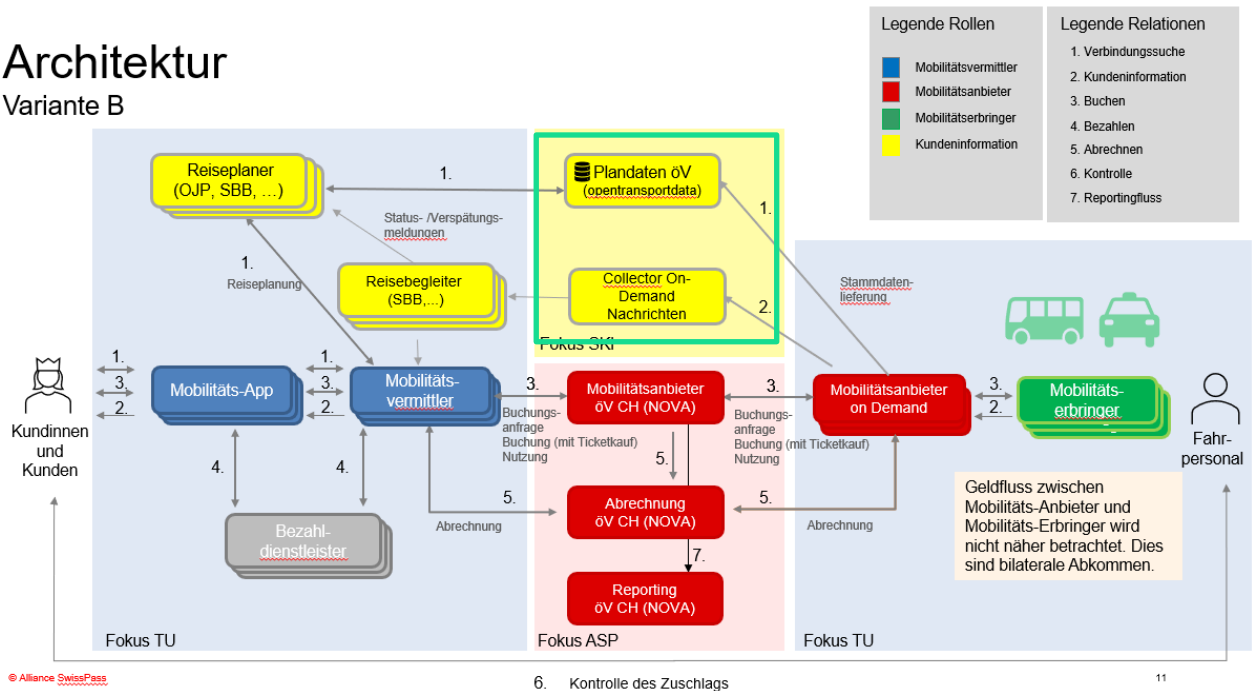 Architektur
Variante B
Legende Rollen
Mobilitätsvermittler
Mobilitätsanbieter
Mobilitätserbringer
Kundeninformation
Legende Relationen
1. Verbindungssuche
2. Kundeninformation
3. Buchen
4. Bezahlen
5. Abrechnen
6. Kontrolle
7. Reportingfluss
Reiseplaner
(OJP, SBB, …)
1.
Plandaten öV
(opentransportdata)
1.
Status- /Verspätungs-
meldungen
1.
Reiseplanung
Reisebegleiter
(SBB,...)
Collector On-
Demand
Nachrichten
2.
Stammdaten-
lieferung
Fokus SKI
1.
3.
2.
Kundinnen
und
Kunden
Mobilitäts-App
1.
3.
2.
Mobilitäts-
vermittler
3.
Buchungs-
anfrage
Buchung (mit Ticketkauf)
Nutzung
Mobilitätsanbieter
öV CH (NOVA)
3.
Buchungs-
anfrage
Buchung (mit Ticketkauf)
Nutzung
Mobilitätsanbieter
on Demand
3.
2.
Mobilitäts-
erbringer
Fahr-
personal
4.
4.
5.
Abrechnung
5.
Abrechnung
öV CH (NOVA)
5.
Abrechnung
Bezahl-
dienstleister
7.
Reporting
öV CH (NOVA)
Geldfluss zwischen
Mobilitäts-Anbieter und
Mobilitäts-Erbringer wird
nicht näher betrachtet. Dies
sind bilaterale Abkommen.
Fokus TU
Fokus ASP
Fokus TU
© Alliance SwissPass
6. Kontrolle des Zuschlags
11